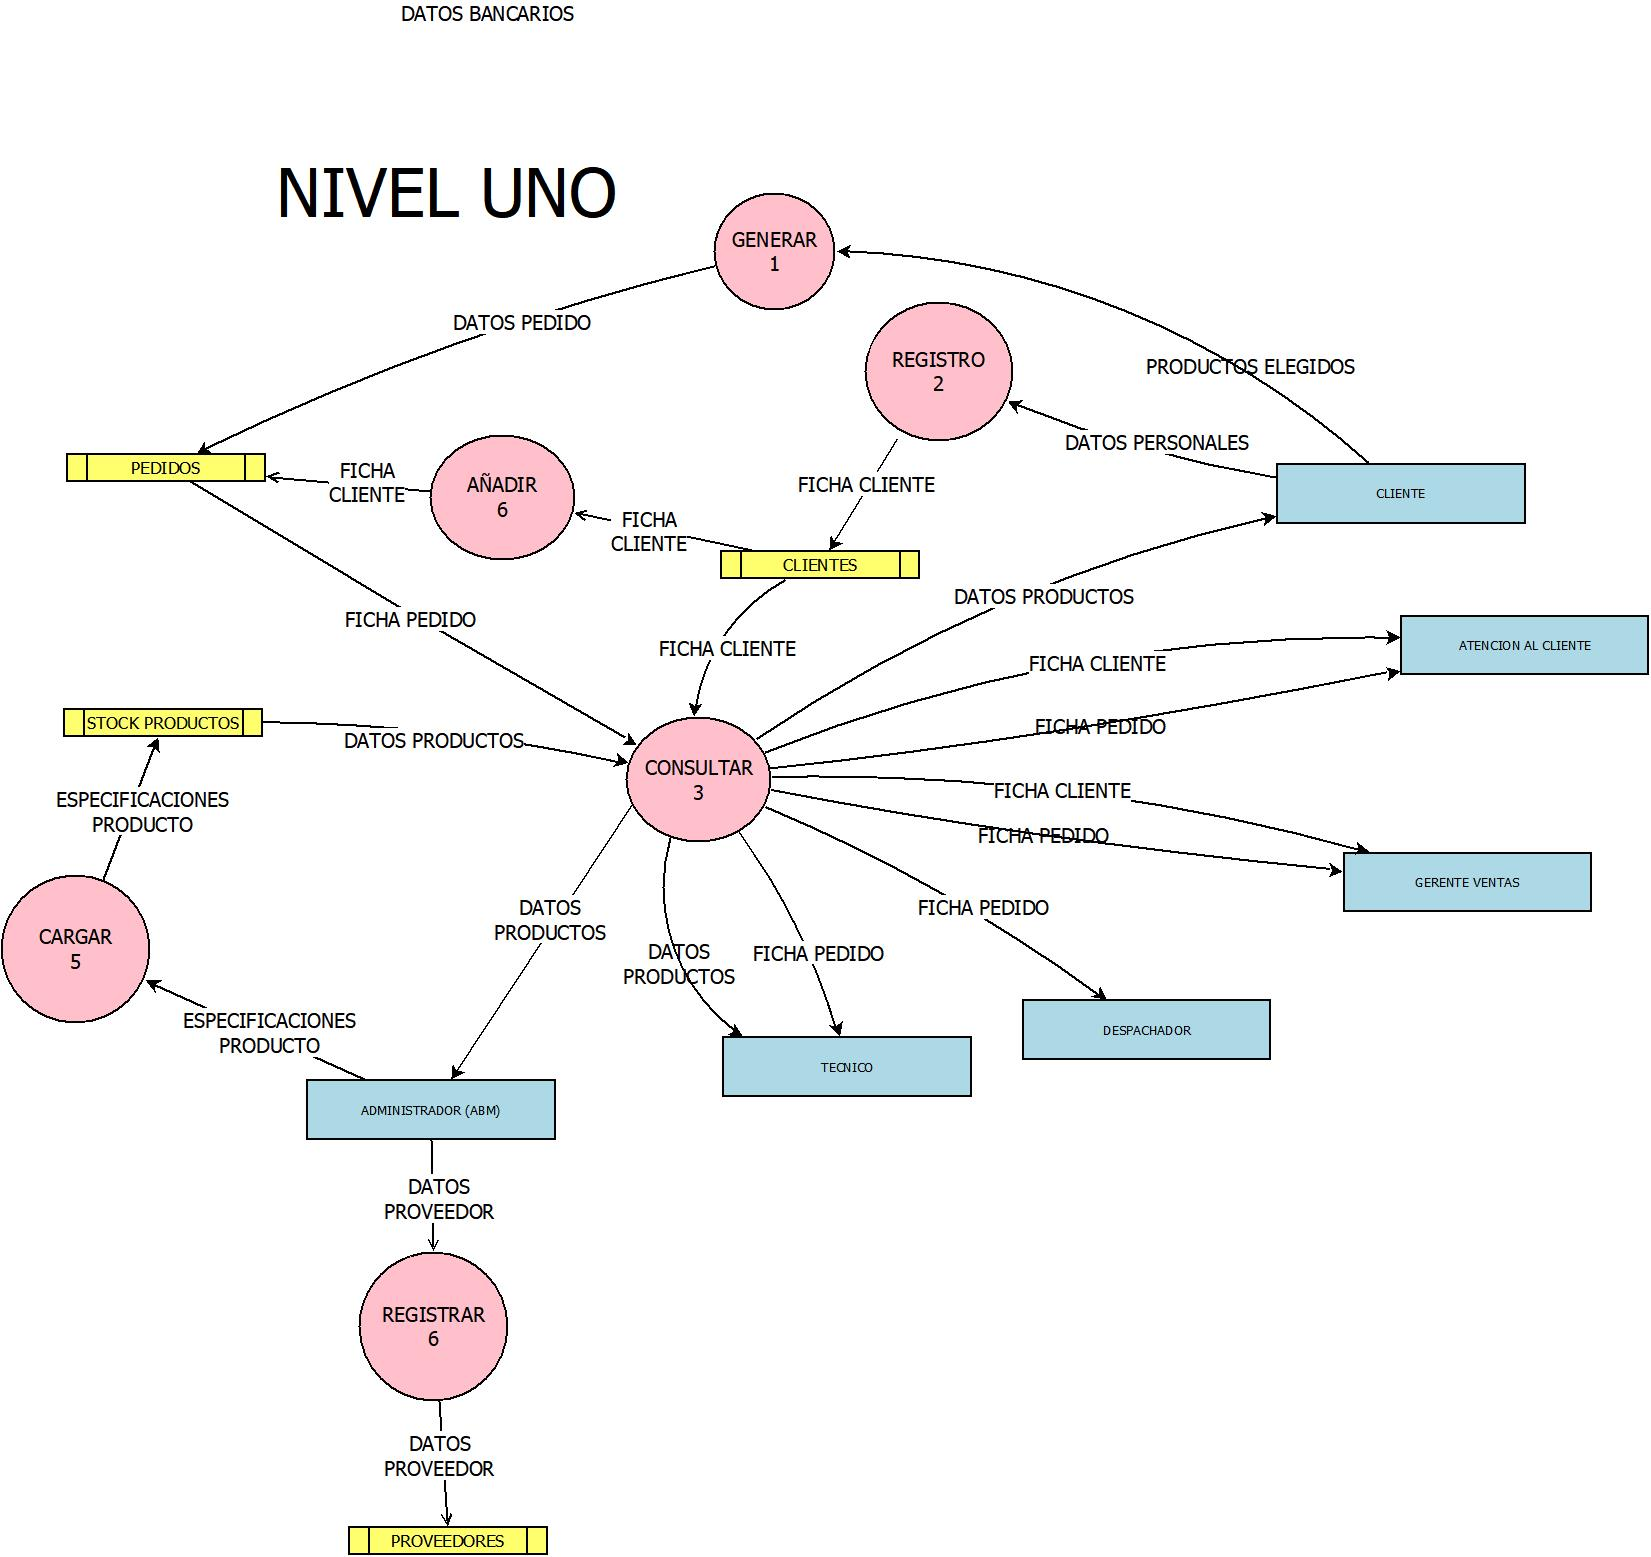 DATOS BANCARIOS
NIVEL UNO
GENERAR
1
DATOS PEDIDO
REGISTRO
2
PRODUCTOS ELEGIDOS
DATOS PERSONALES
PEDIDOS
FICHA
CLIENTE
AÑADIR
6
FICHA CLIENTE
CLIENTE
FICHA
CLIENTE
CLIENTES
DATOS PRODUCTOS
FICHA PEDIDO
FICHA CLIENTE
ATENCION AL CLIENTE
FICHA CLIENTE
STOCK PRODUCTOS
DATOS PRODUCTOS
FICHA PEDIDO
CONSULTAR
3
ESPECIFICACIONES
PRODUCTO
FICHA CLIENTE
FICHA PEDIDO
GERENTE VENTAS
CARGAR
5
DATOS
PRODUCTOS
FICHA PEDIDO
DATOS
PRODUCTOS
FICHA PEDIDO
ESPECIFICACIONES
PRODUCTO
DESPACHADOR
TECNICO
ADMINISTRADOR (ABM)
DATOS
PROVEEDOR
REGISTRAR
6
DATOS
PROVEEDOR
PROVEEDORES